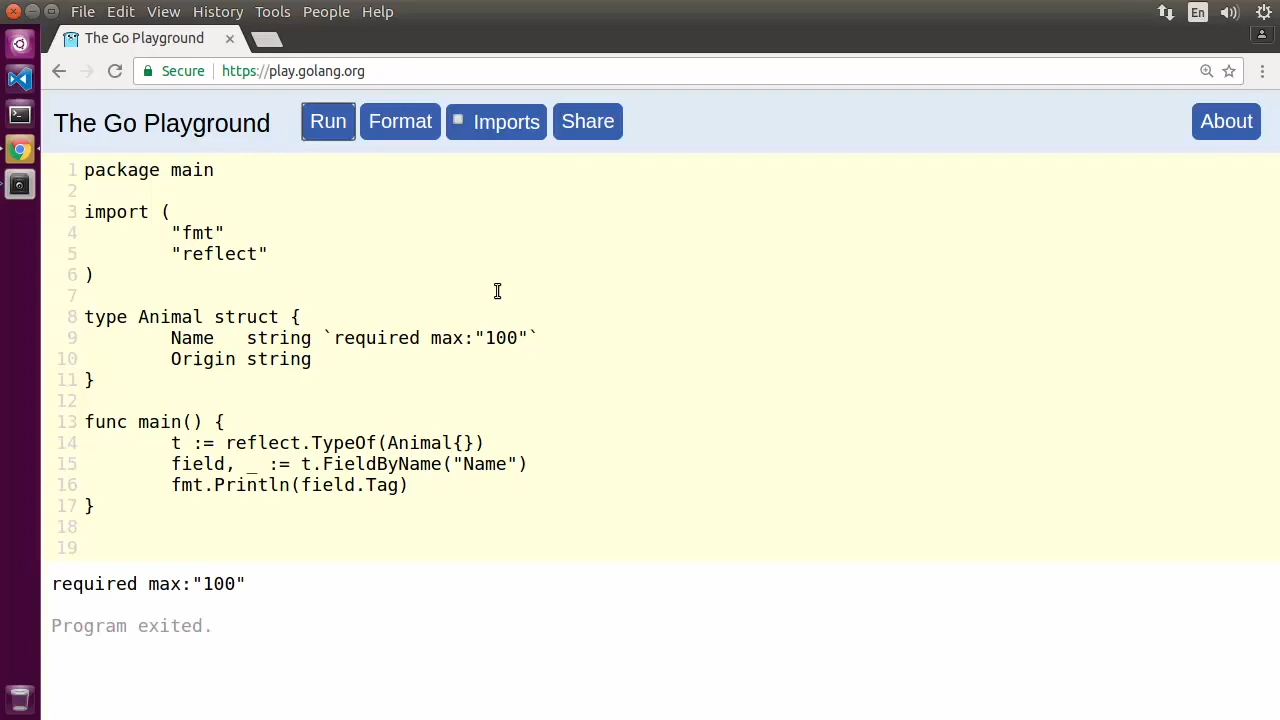 File Edit View History Tools People Help
En
The Go Playground
Secure https://play.golang.org
The Go Playground Run Format Imports Share About
1 package main
2
3 import (
4 "fmt"
5 "reflect"
6 )
7
8 type Animal struct {
9 Name string `required max:"100"`
10 Origin string
11 }
12
13 func main() {
14 t := reflect.TypeOf(Animal{})
15 field, _ := t.FieldByName("Name")
16 fmt.Println(field.Tag)
17 }
18
19
required max:"100"
Program exited.